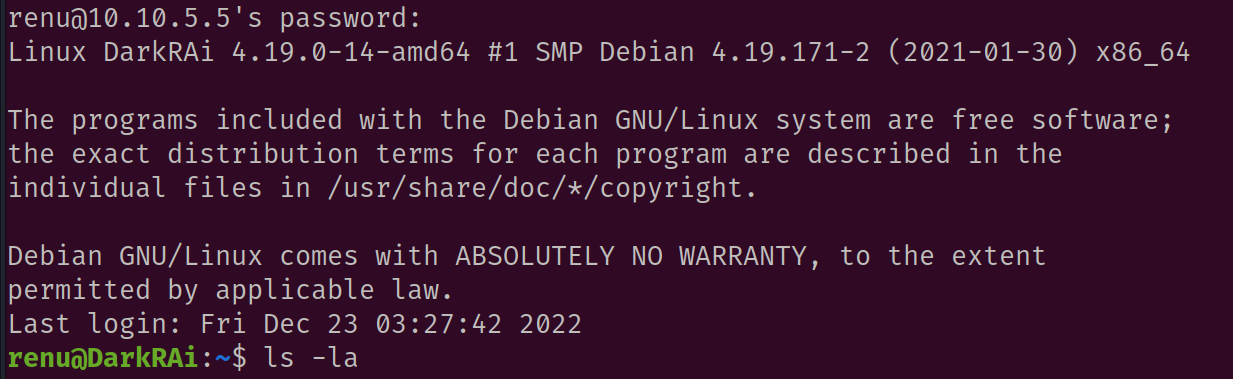 renu@10.10.5.5's password:
Linux DarkRAi 4.19.0-14-amd64 #1 SMP Debian 4.19.171-2 (2021-01-30) x86_64
The programs included with the Debian GNU/Linux system are free software;
the exact distribution terms for each program are described in the
individual files in /usr/share/doc/*/copyright.
Debian GNU/Linux comes with ABSOLUTELY NO WARRANTY, to the extent
permitted by applicable law.
Last login: Fri Dec 23 03:27:42 2022
renu@DarkRAi:~$ ls -la